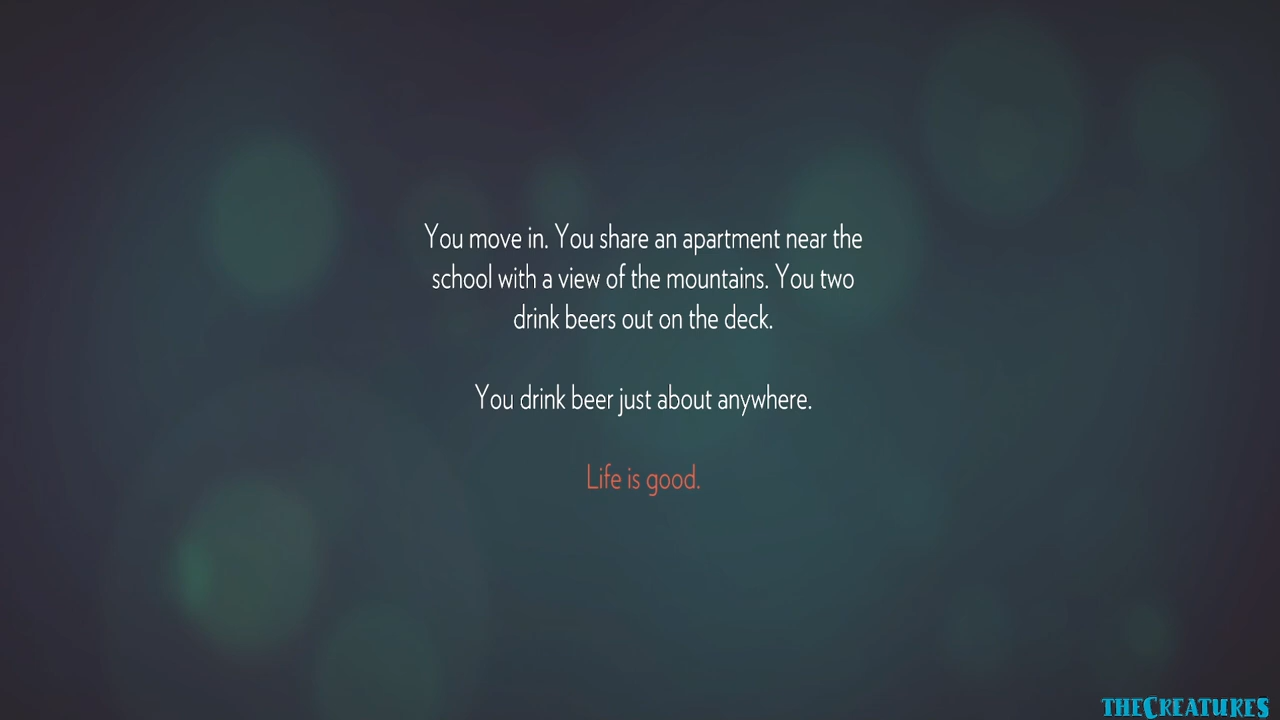 You move in. You share an apartment near the
school with a view of the mountains. You two
drink beers out on the deck.
You drink beer just about anywhere.
Life is good.
THECREATURES